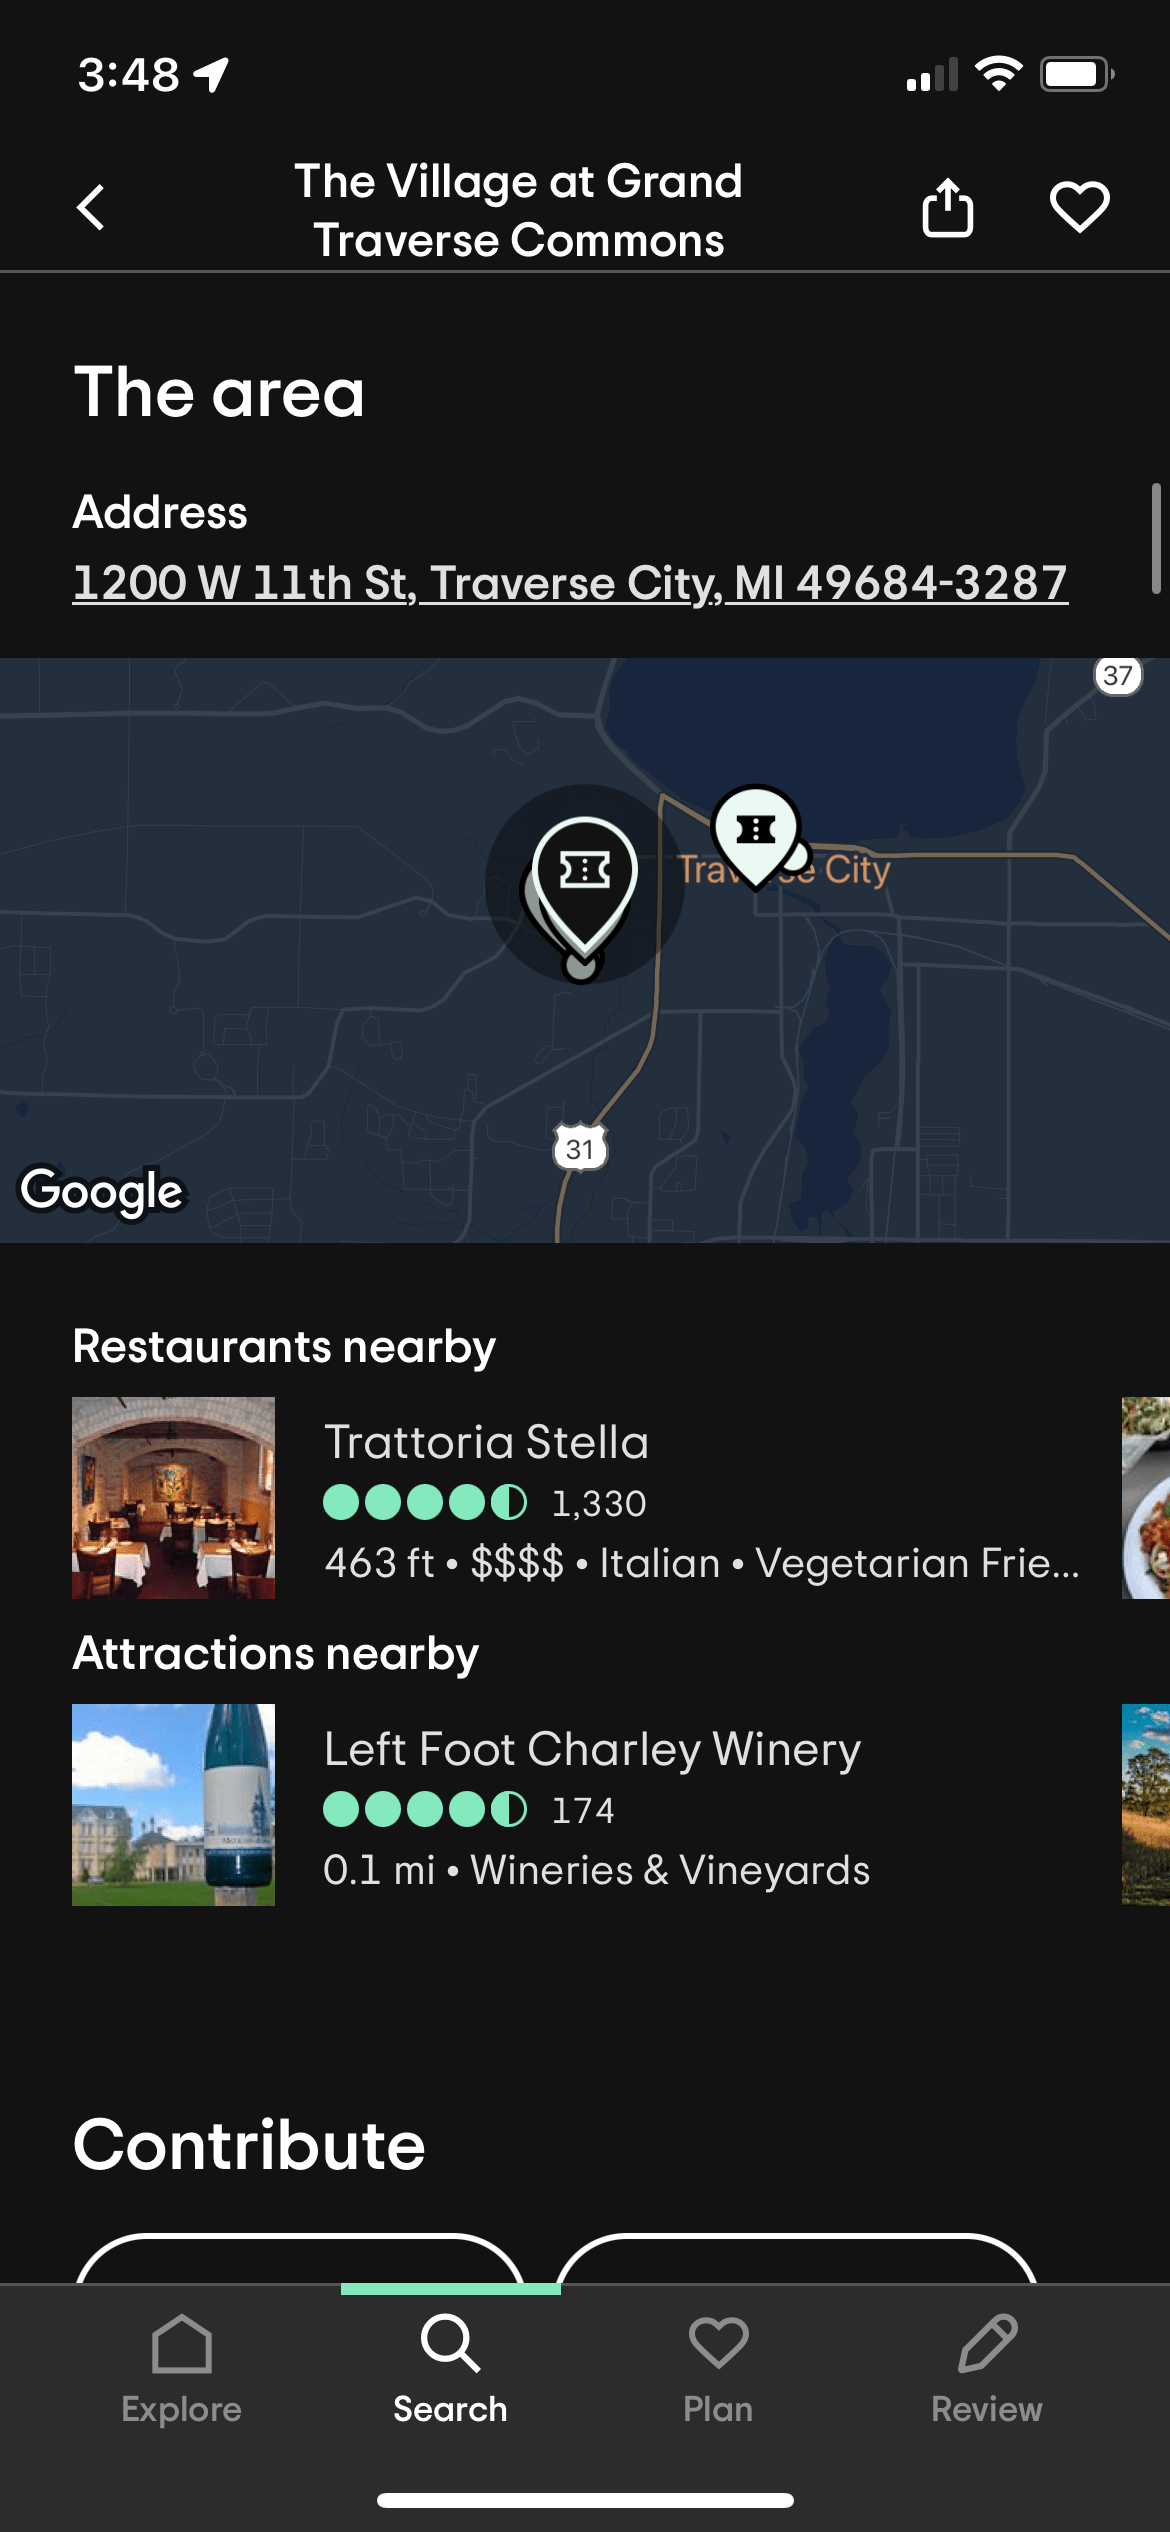 3:48
The Village at Grand
Traverse Commons
The area
Address
1200 W 11th St, Traverse City, MI 49684-3287
37
Traverse City
31
Google
Restaurants nearby
Trattoria Stella
1,330
463 ft • $$$$ • Italian • Vegetarian Frie...
Attractions nearby
Left Foot Charley Winery
174
0.1 mi • Wineries & Vineyards
Contribute
Explore
Search
Plan
Review